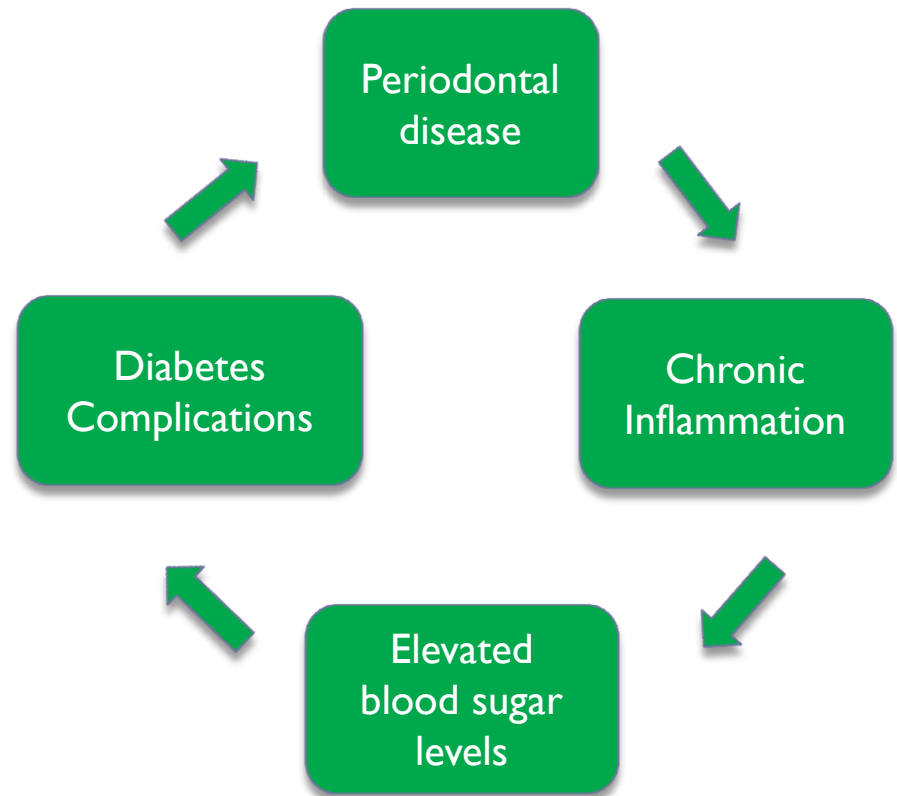 Periodontal
disease
Chronic
Inflammation
Elevated
blood sugar
levels
Diabetes
Complications